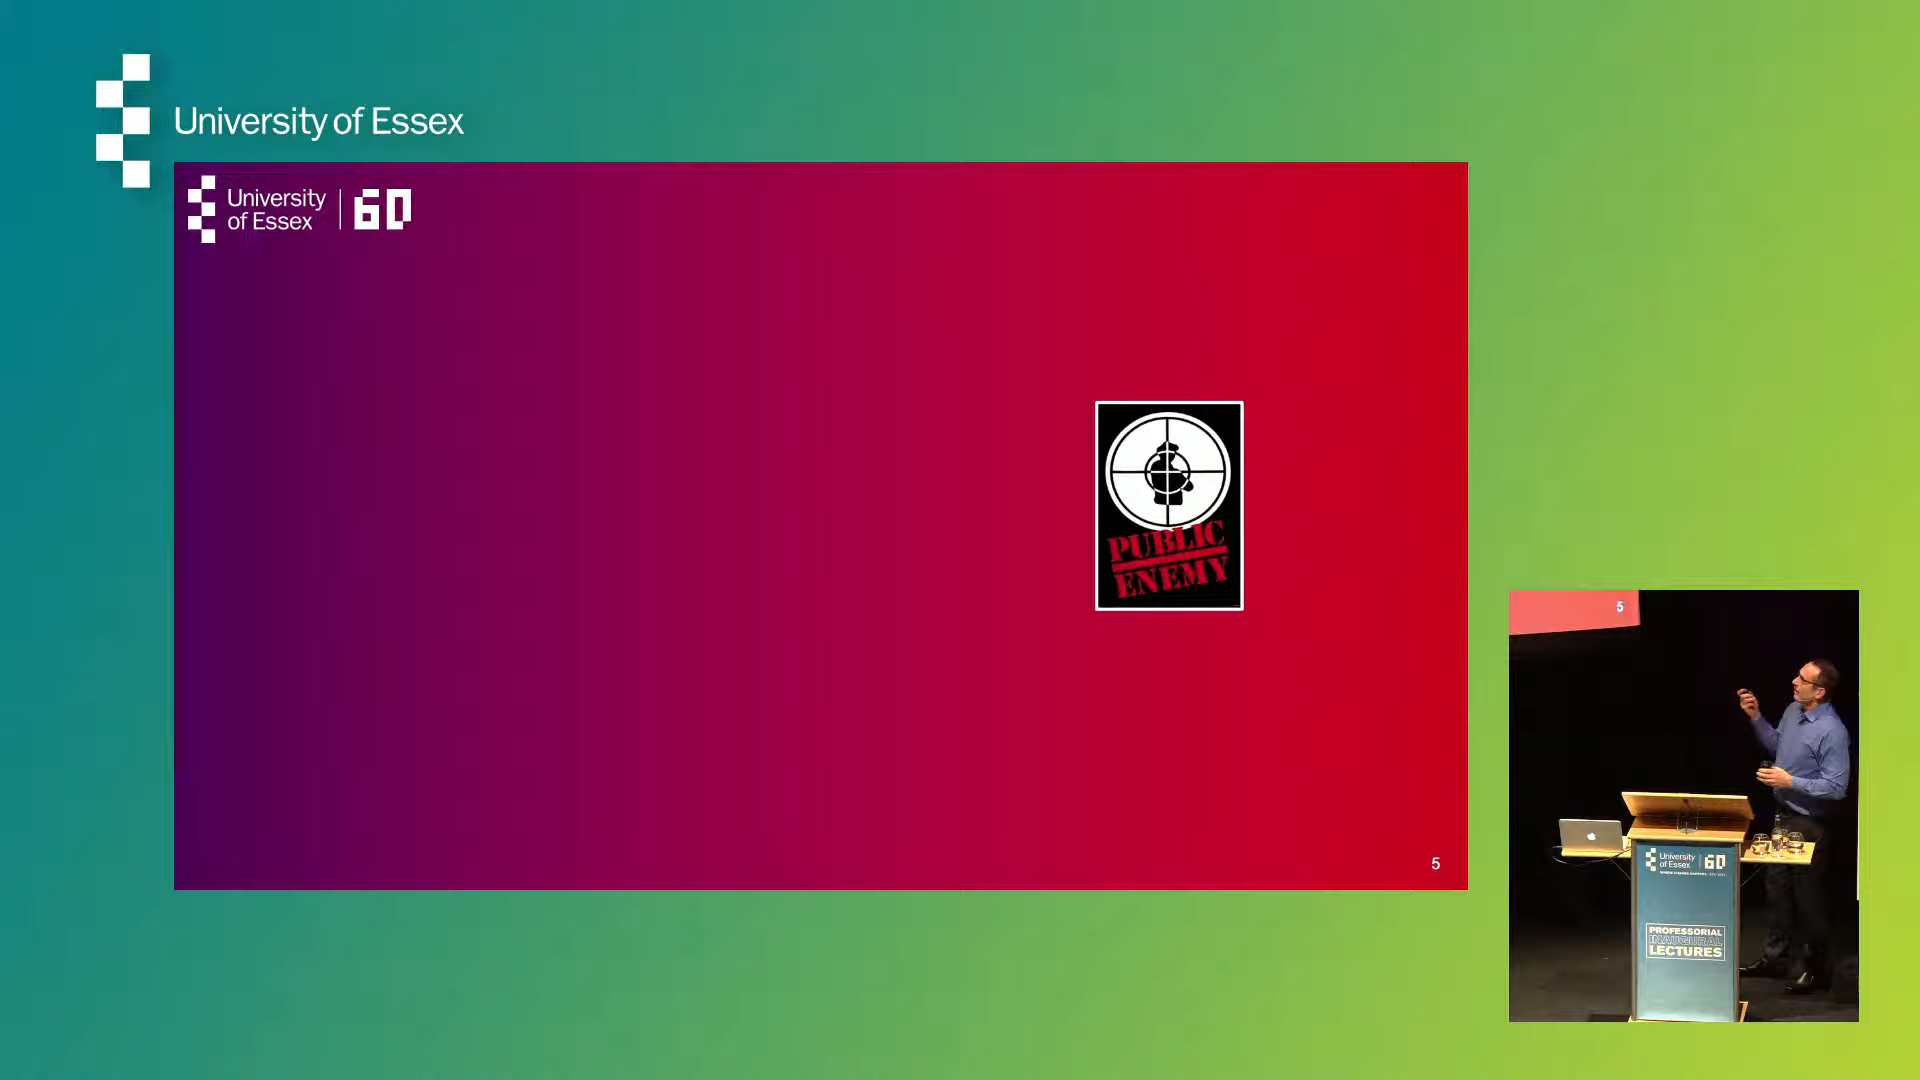 University of Essex
University
of Essex
60
PUBLIC
ENEMY
5
5
University
of Essex
60
PROFESSORIAL
INAUGURAL
LECTURES